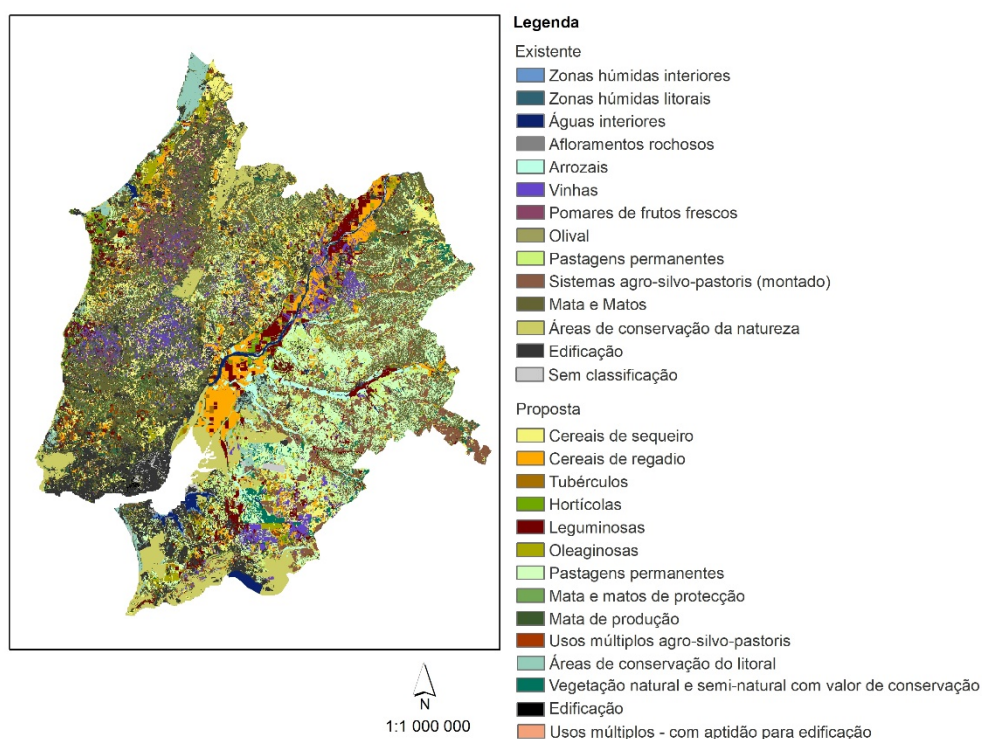 Legenda
Existente
Zonas húmidas interiores
Zonas húmidas litorais
Águas interiores
Afloramentos rochosos
Arrozais
Vinhas
Pomares de frutos frescos
Olival
Pastagens permanentes
Sistemas agro-silvo-pastoris (montado)
Mata e Matos
Áreas de conservação da natureza
Edificação
Sem classificação
Proposta
Cereais de sequeiro
Cereais de regadio
Tubérculos
Hortícolas
Leguminosas
Oleaginosas
Pastagens permanentes
Mata e matos de protecção
Mata de produção
Usos múltiplos agro-silvo-pastoris
Áreas de conservação do litoral
Vegetação natural e semi-natural com valor de conservação
Edificação
Usos múltiplos - com aptidão para edificação
N
1:1 000 000